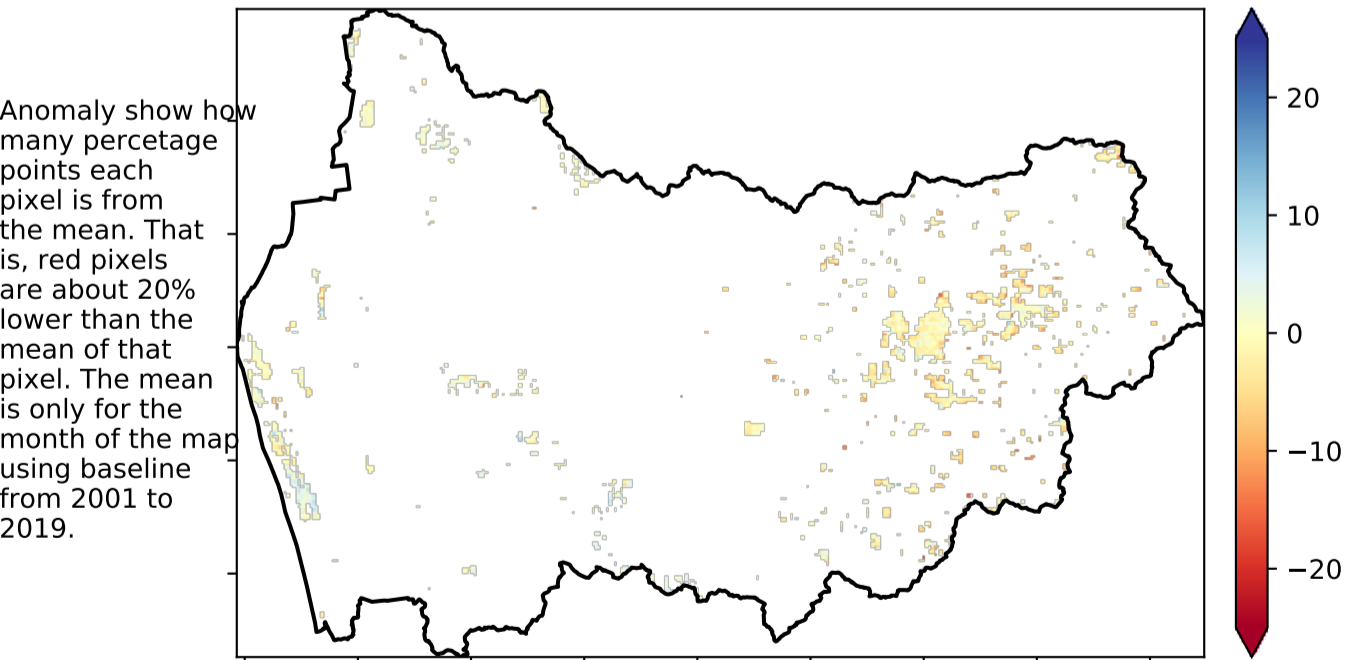 Anomaly show how
many percetage
points each
pixel is from
the mean. That
is, red pixels
are about 20%
lower than the
mean of that
pixel. The mean
is only for the
month of the map
using baseline
from 2001 to
2019.
20
10
0
−10
−20